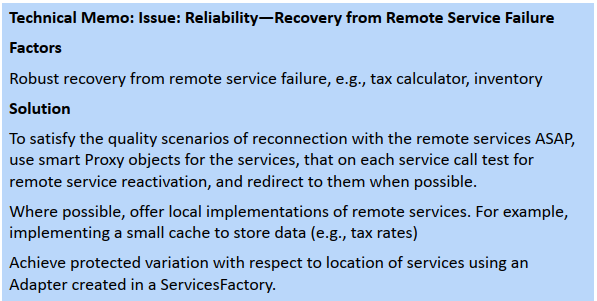 Technical Memo: Issue: Reliability—Recovery from Remote Service Failure
Factors
Robust recovery from remote service failure, e.g., tax calculator, inventory
Solution
To satisfy the quality scenarios of reconnection with the remote services ASAP,
use smart Proxy objects for the services, that on each service call test for
remote service reactivation, and redirect to them when possible.
Where possible, offer local implementations of remote services. For example,
implementing a small cache to store data (e.g., tax rates)
Achieve protected variation with respect to location of services using an
Adapter created in a ServicesFactory.